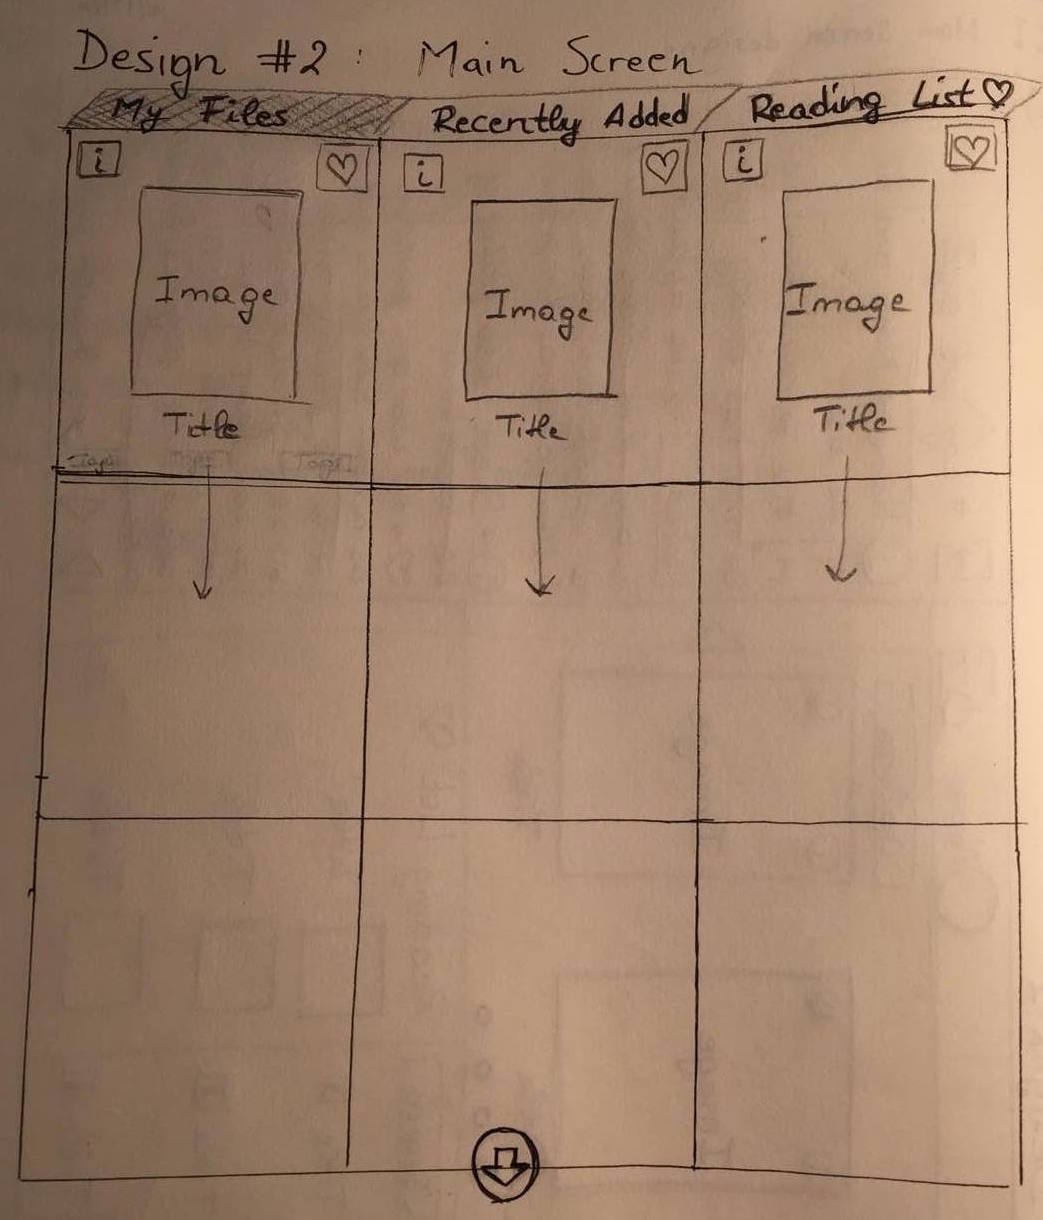 Design #2 : Main Screen
My Files Recently Added Reading List ♡
i i i
Image Image Image
Title Title Title
Tags Tags Tags